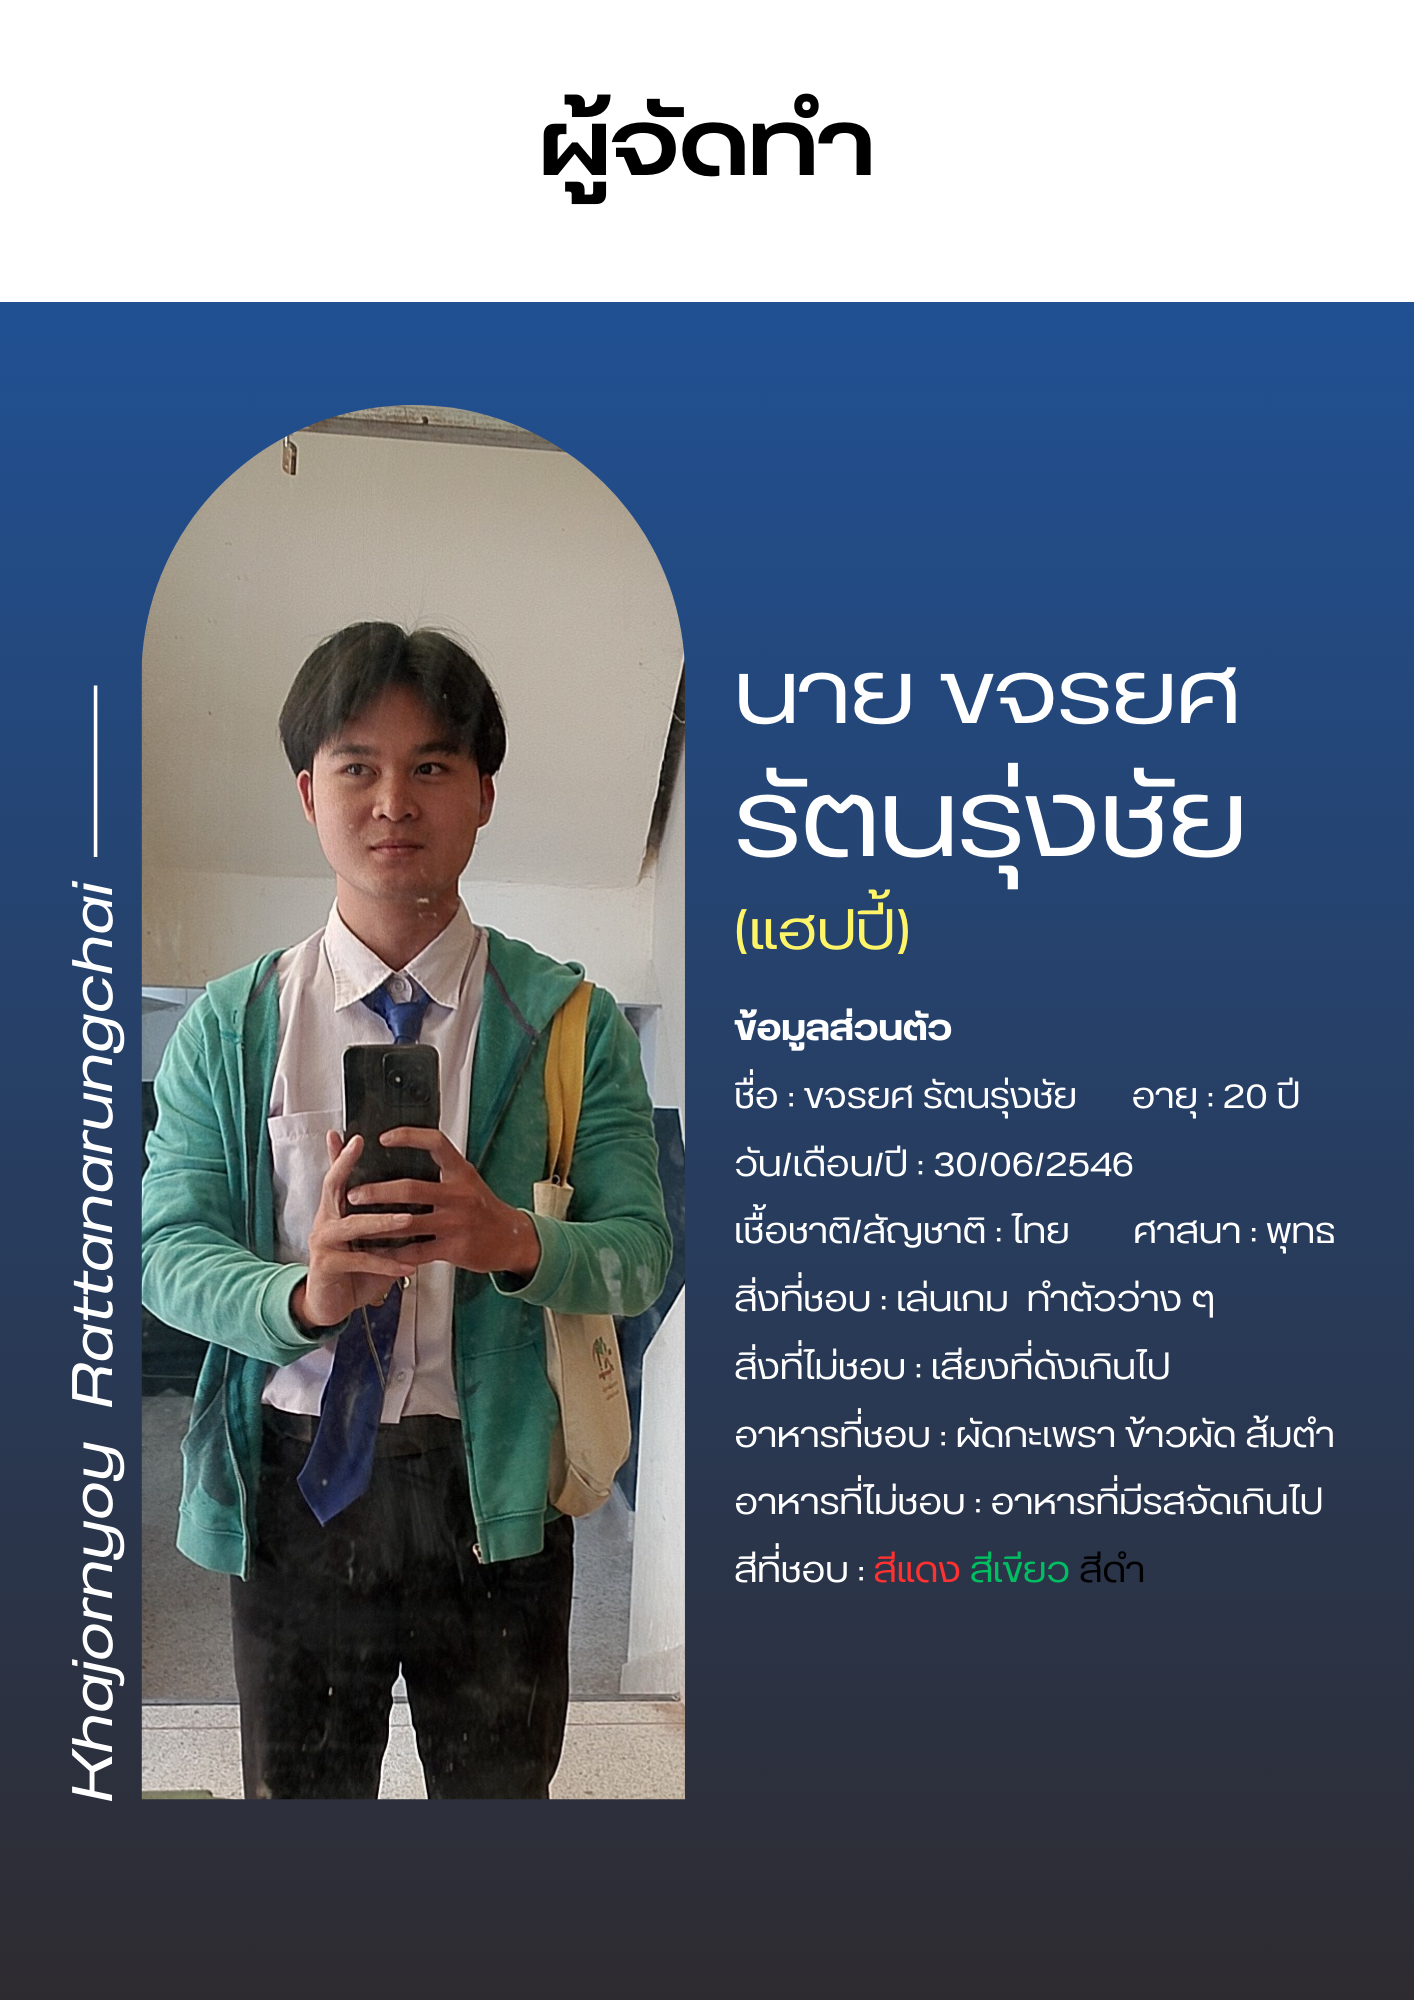 ผู้จัดทำ
Khajornyoy Rattanarungchai
นาย ขจรยศ
รัตนรุ่งชัย
(แฮปปี้)
ข้อมูลส่วนตัว
ชื่อ : ขจรยศ รัตนรุ่งชัย อายุ : 20 ปี
วัน/เดือน/ปี : 30/06/2546
เชื้อชาติ/สัญชาติ : ไทย ศาสนา : พุทธ
สิ่งที่ชอบ : เล่นเกม ทำตัวว่าง ๆ
สิ่งที่ไม่ชอบ : เสียงที่ดังเกินไป
อาหารที่ชอบ : ผัดกะเพรา ข้าวผัด ส้มตำ
อาหารที่ไม่ชอบ : อาหารที่มีรสจัดเกินไป
สีที่ชอบ : สีแดง สีเขียว สีดำ